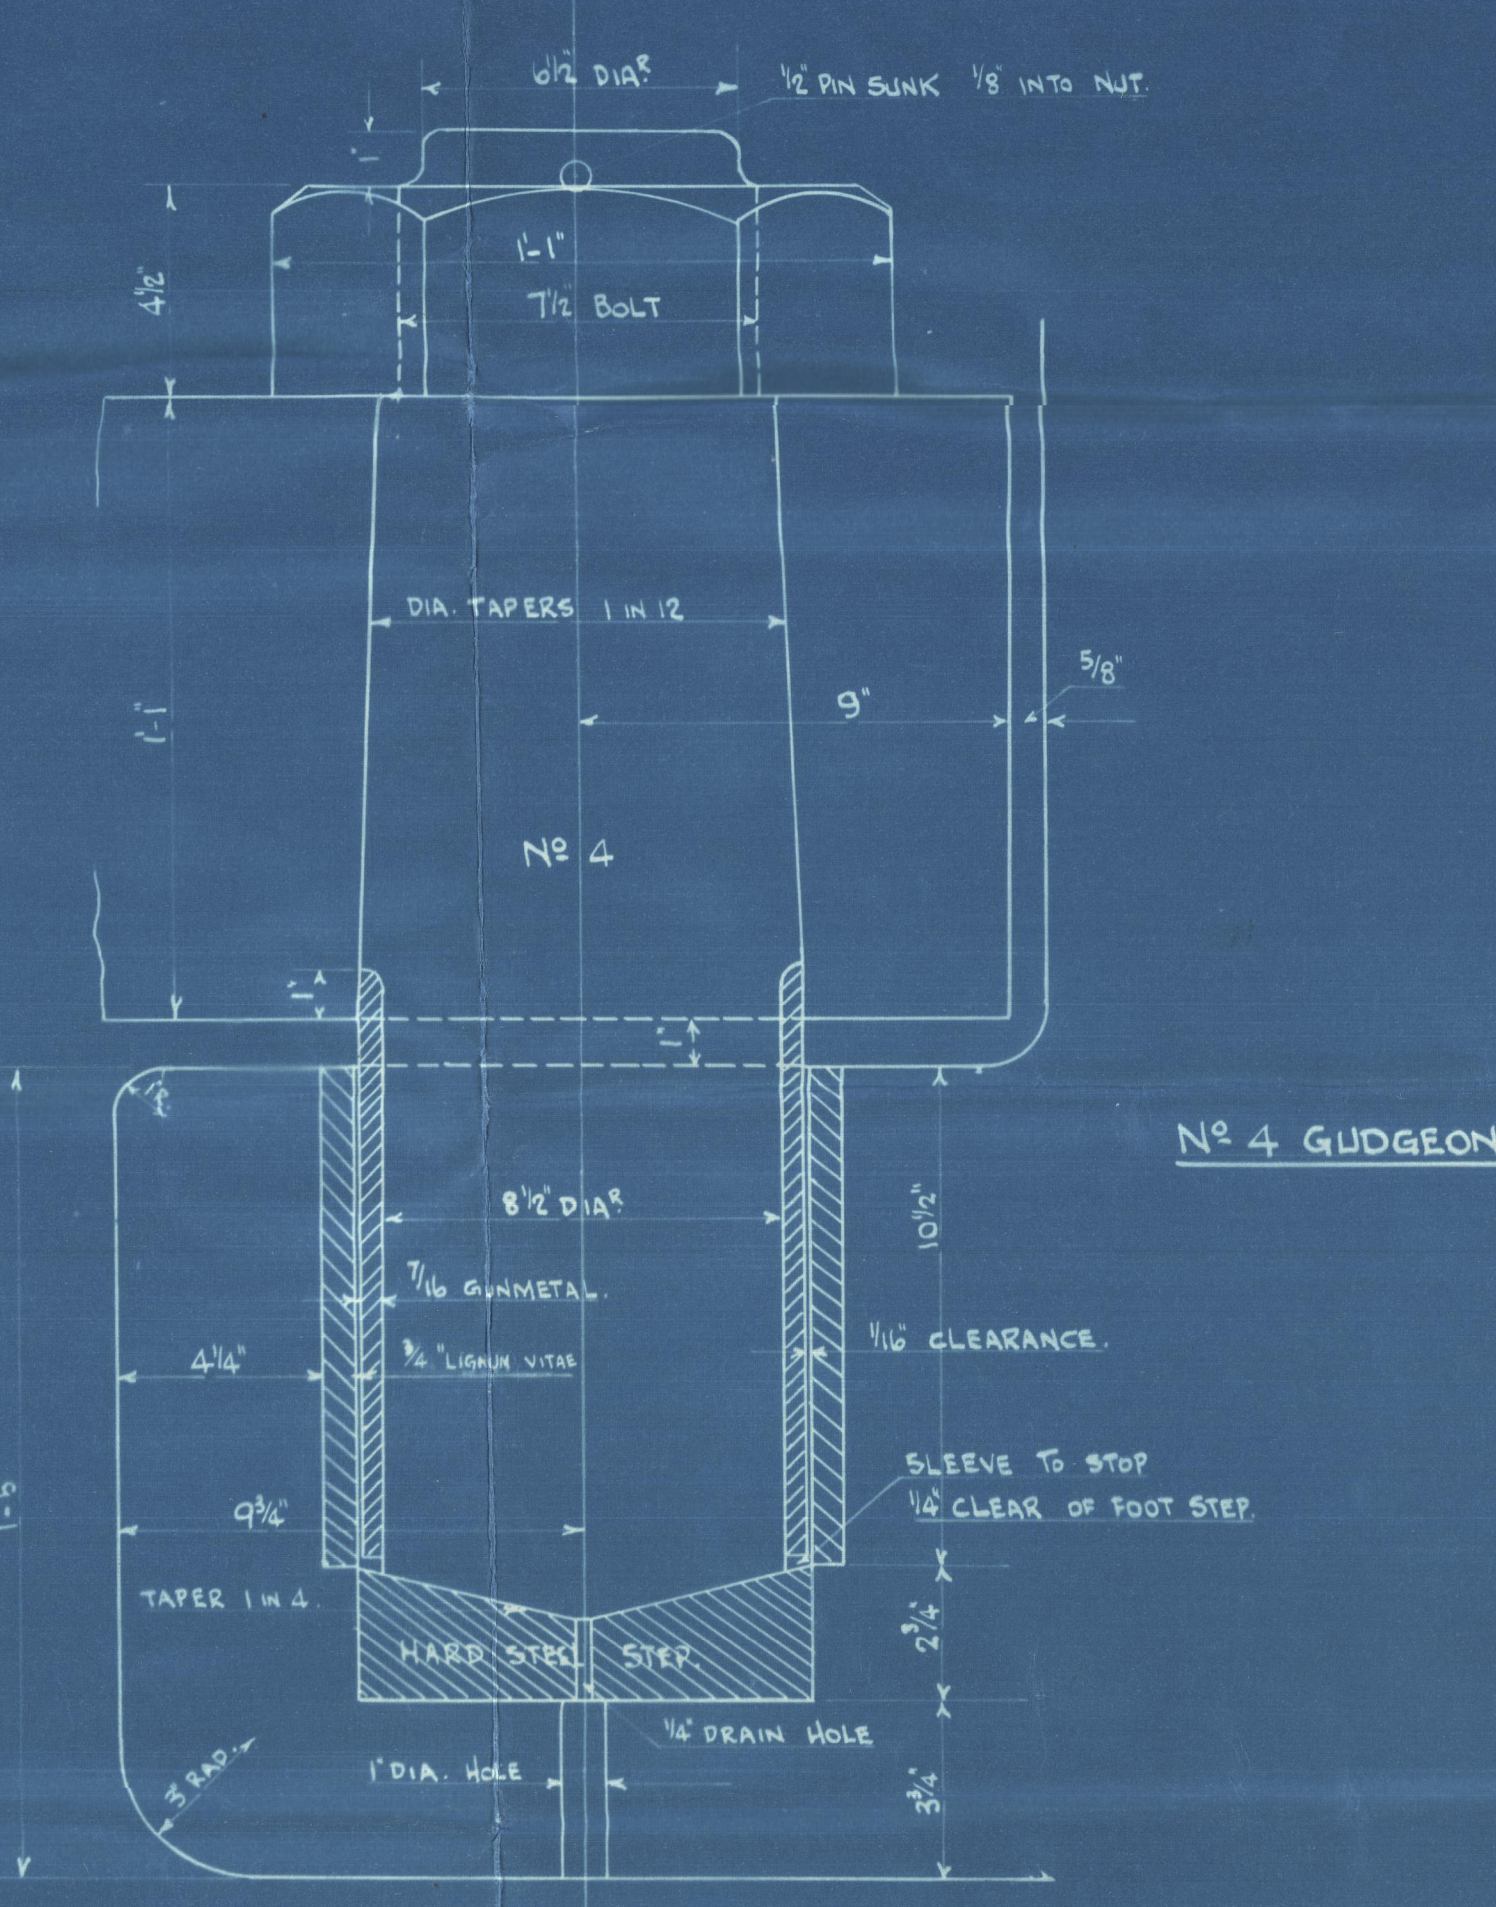 6½" DIAR
½" PIN SUNK ⅛" INTO NUT.
1"
4½"
1'-1"
7½" BOLT
DIA. TAPERS 1 IN 12
5/8"
9"
1'-1"
Nº 4
1"
1"
1"R
Nº 4 GUDGEON
8½" DIAR
10½"
7/16 GUNMETAL.
1/16" CLEARANCE.
4¼"
¾" LIGNUM VITAE
SLEEVE TO STOP
¼" CLEAR OF FOOT STEP.
9¾"
TAPER 1 IN 4.
2¾"
HARD STEEL STEP.
¼" DRAIN HOLE
1" DIA. HOLE
3" RAD.
3¾"